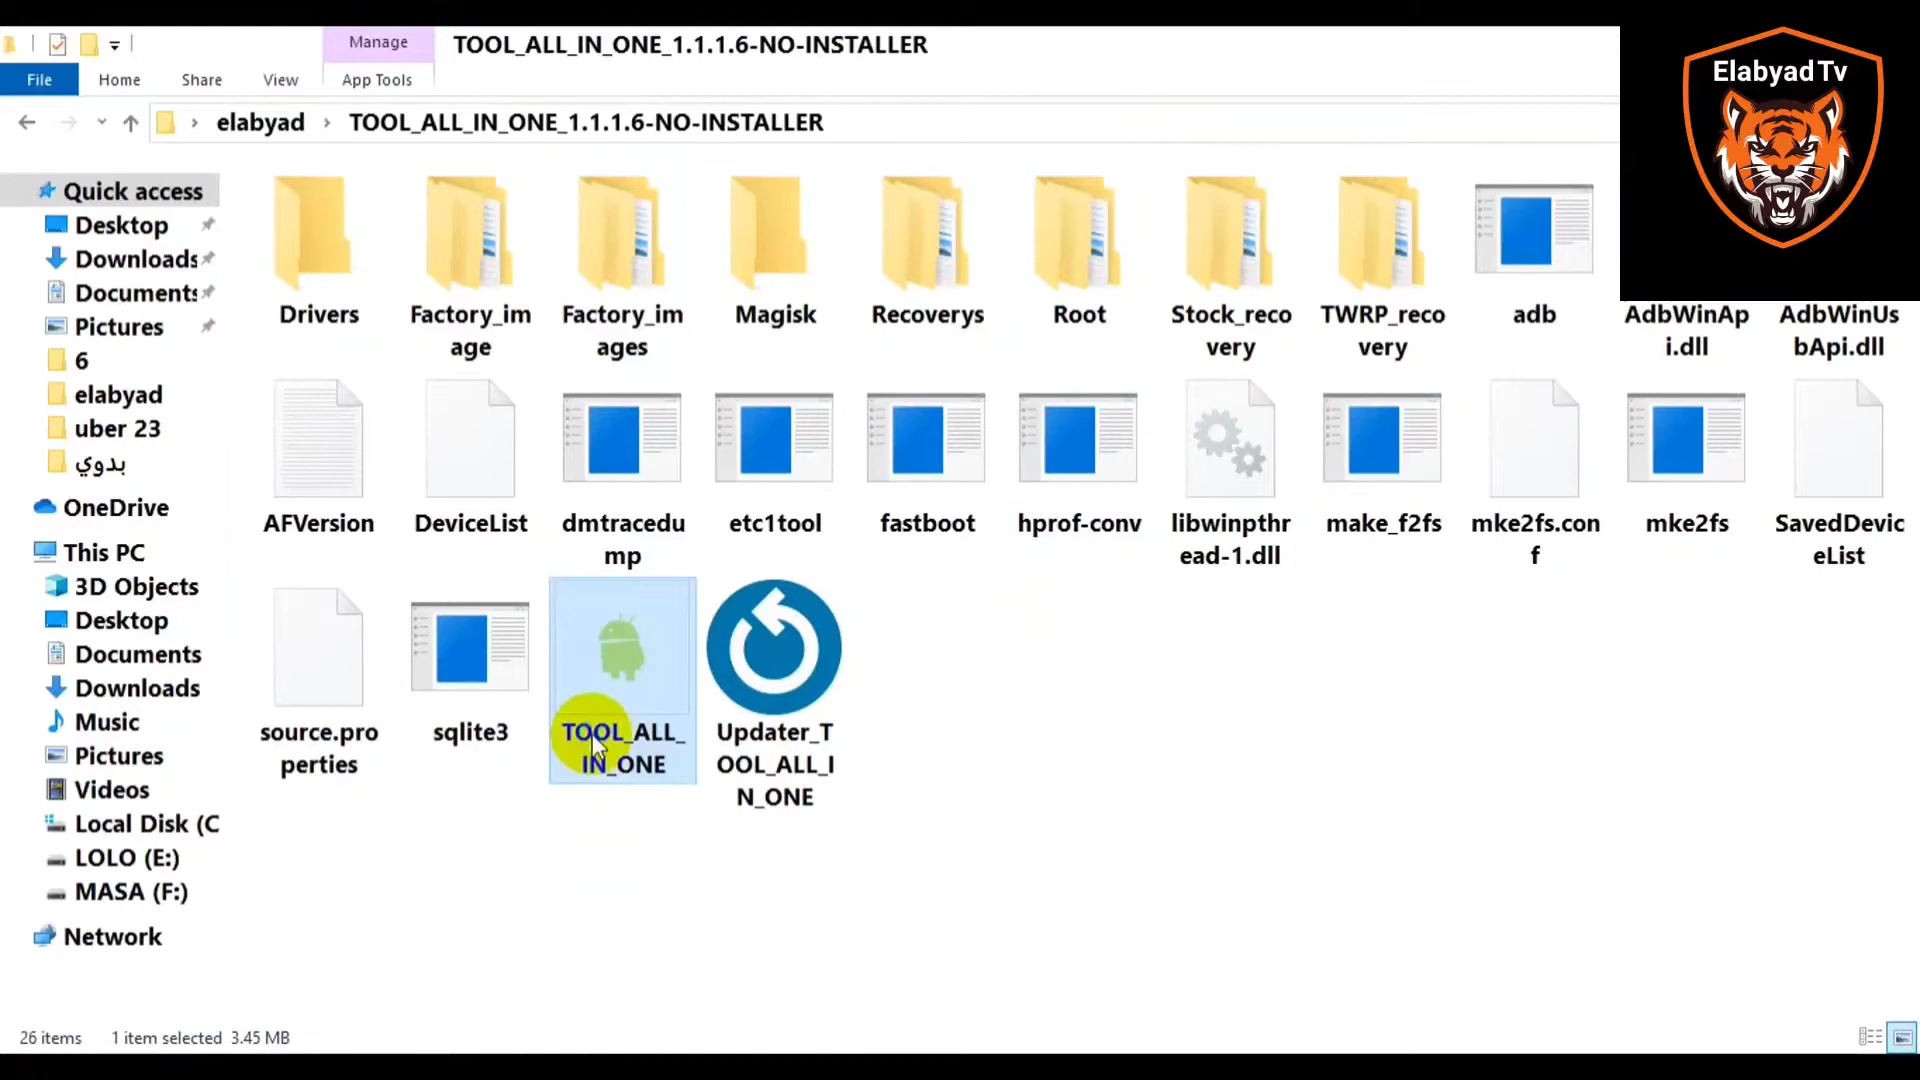 Manage
TOOL_ALL_IN_ONE_1.1.1.6-NO-INSTALLER
File
Home
Share
View
App Tools
elabyad
TOOL_ALL_IN_ONE_1.1.1.6-NO-INSTALLER
Elabyad Tv
Quick access
Desktop
Downloads
Documents
Pictures
6
elabyad
uber 23
بدوي
OneDrive
This PC
3D Objects
Desktop
Documents
Downloads
Music
Pictures
Videos
Local Disk (C
LOLO (E:)
MASA (F:)
Network
Drivers
Factory_im
age
Factory_im
ages
Magisk
Recoverys
Root
Stock_reco
very
TWRP_reco
very
adb
AdbWinAp
i.dll
AdbWinUs
bApi.dll
AFVersion
DeviceList
dmtracedu
mp
etc1tool
fastboot
hprof-conv
libwinpthr
ead-1.dll
make_f2fs
mke2fs.con
f
mke2fs
SavedDevic
eList
source.pro
perties
sqlite3
TOOL_ALL_
IN_ONE
Updater_T
OOL_ALL_I
N_ONE
26 items
1 item selected 3.45 MB